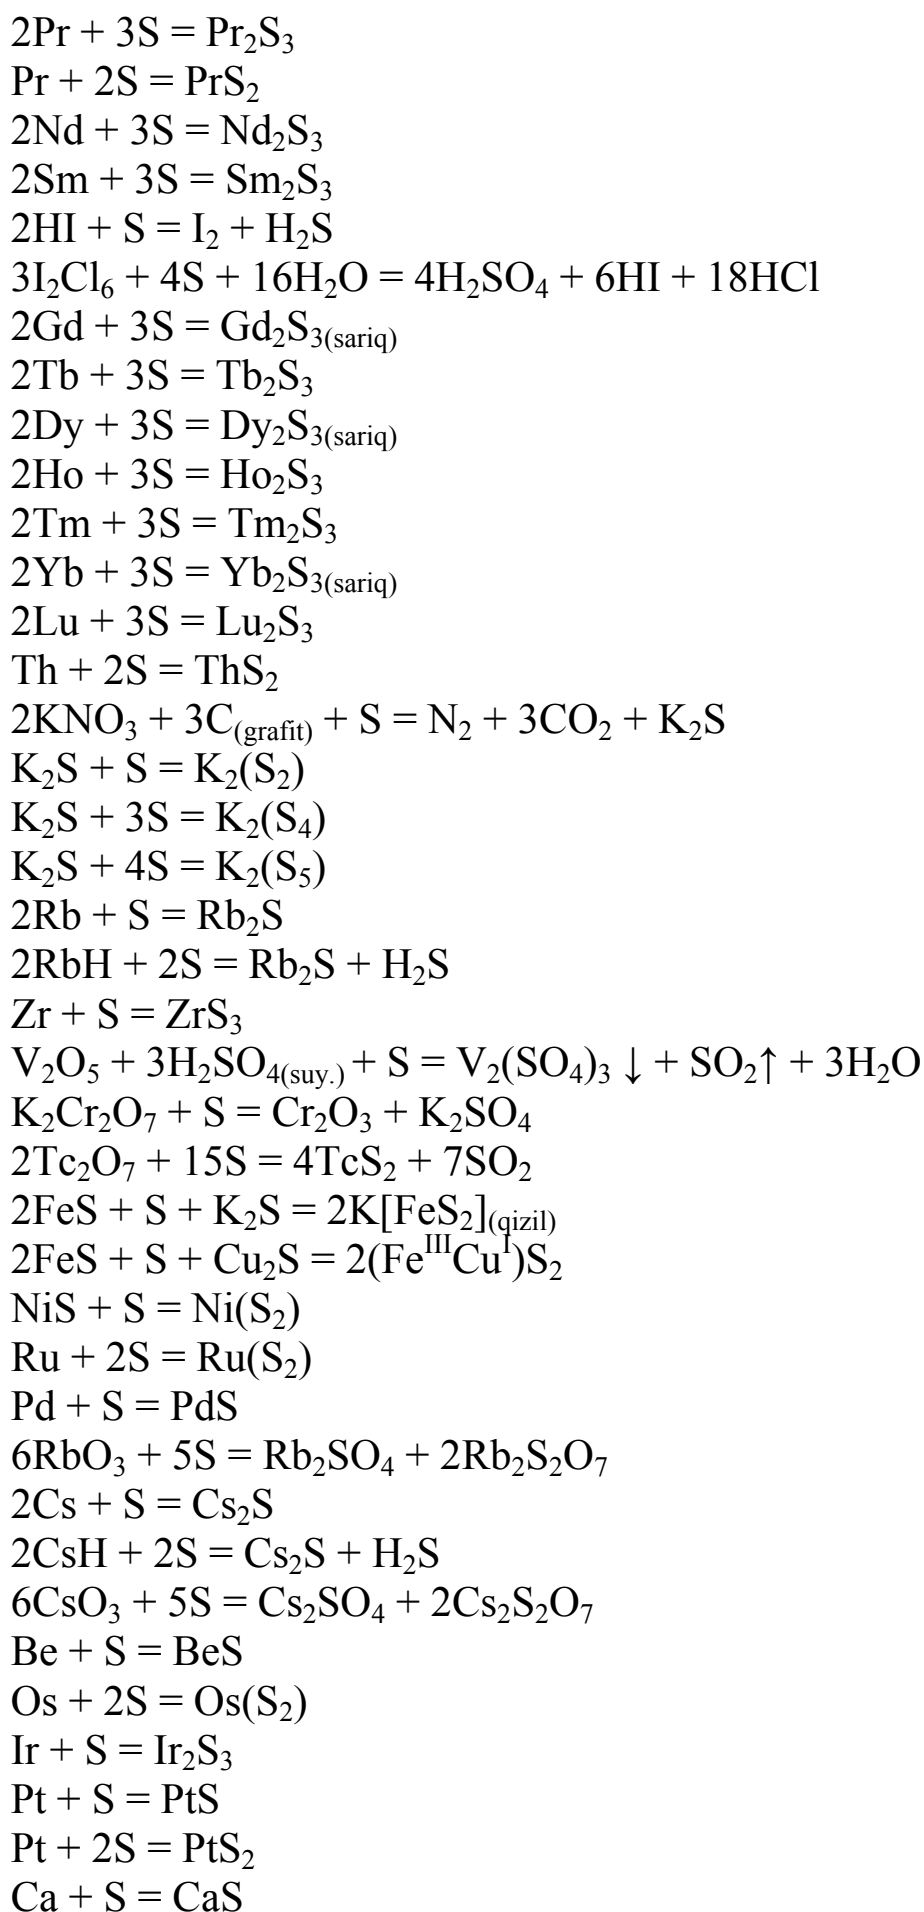 2Pr + 3S = Pr₂S₃
Pr + 2S = PrS₂
2Nd + 3S = Nd₂S₃
2Sm + 3S = Sm₂S₃
2HI + S = I₂ + H₂S
3I₂Cl₆ + 4S + 16H₂O = 4H₂SO₄ + 6HI + 18HCl
2Gd + 3S = Gd₂S₃(sariq)
2Tb + 3S = Tb₂S₃
2Dy + 3S = Dy₂S₃(sariq)
2Ho + 3S = Ho₂S₃
2Tm + 3S = Tm₂S₃
2Yb + 3S = Yb₂S₃(sariq)
2Lu + 3S = Lu₂S₃
Th + 2S = ThS₂
2KNO₃ + 3C(grafit) + S = N₂ + 3CO₂ + K₂S
K₂S + S = K₂(S₂)
K₂S + 3S = K₂(S₄)
K₂S + 4S = K₂(S₅)
2Rb + S = Rb₂S
2RbH + 2S = Rb₂S + H₂S
Zr + S = ZrS₃
V₂O₅ + 3H₂SO₄(suy.) + S = V₂(SO₄)₃ ↓ + SO₂↑ + 3H₂O
K₂Cr₂O₇ + S = Cr₂O₃ + K₂SO₄
2Tc₂O₇ + 15S = 4TcS₂ + 7SO₂
2FeS + S + K₂S = 2K[FeS₂](qizil)
2FeS + S + Cu₂S = 2(FeᴵᴵᴵCuᴵ)S₂
NiS + S = Ni(S₂)
Ru + 2S = Ru(S₂)
Pd + S = PdS
6RbO₃ + 5S = Rb₂SO₄ + 2Rb₂S₂O₇
2Cs + S = Cs₂S
2CsH + 2S = Cs₂S + H₂S
6CsO₃ + 5S = Cs₂SO₄ + 2Cs₂S₂O₇
Be + S = BeS
Os + 2S = Os(S₂)
Ir + S = Ir₂S₃
Pt + S = PtS
Pt + 2S = PtS₂
Ca + S = CaS